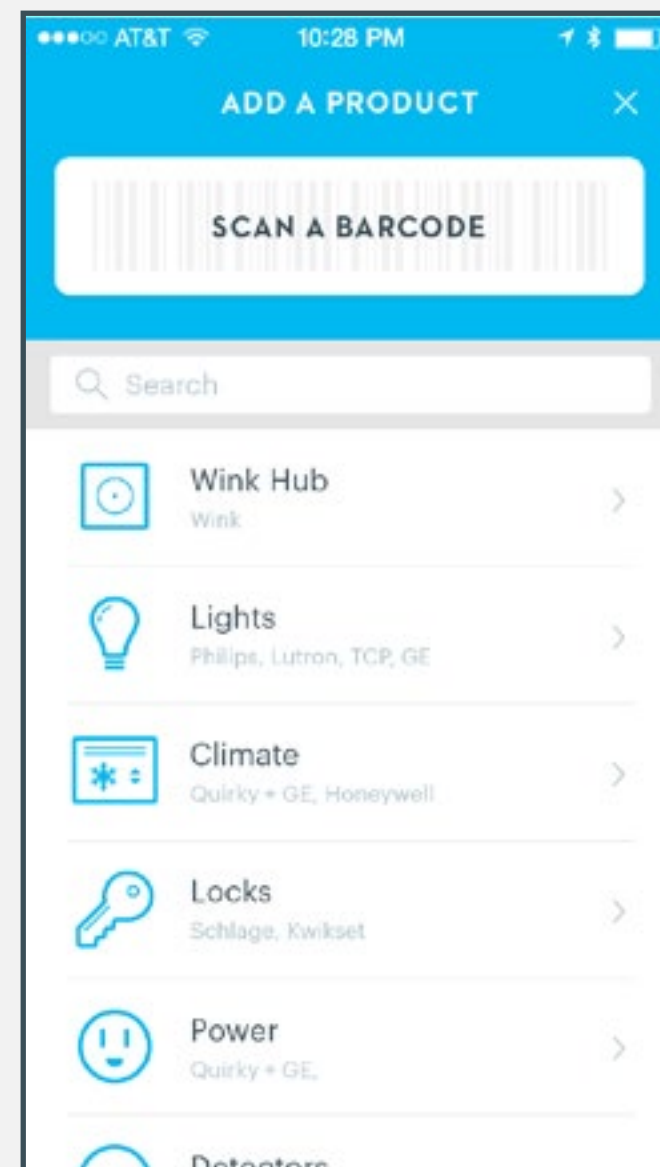 AT&T 10:28 PM
ADD A PRODUCT
SCAN A BARCODE
Search
Wink Hub
Wink
Lights
Philips, Lutron, TCP, GE
Climate
Quirky + GE, Honeywell
Locks
Schlage, Kwikset
Power
Quirky + GE,
Detectors